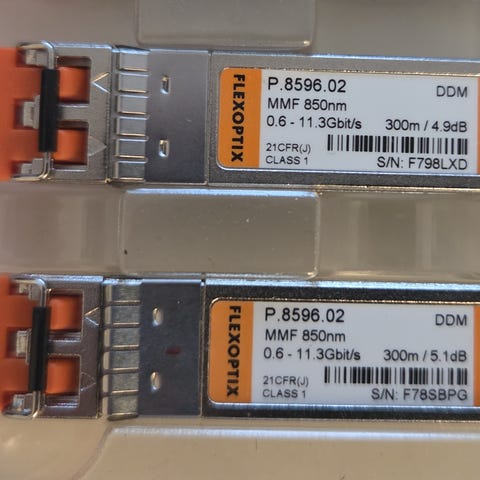 FLEXOPTIX
P.8596.02 DDM
MMF 850nm
0.6 - 11.3Gbit/s 300m / 4.9dB
21CFR(J)
CLASS 1 S/N: F798LXD
FLEXOPTIX
P.8596.02 DDM
MMF 850nm
0.6 - 11.3Gbit/s 300m / 5.1dB
21CFR(J)
CLASS 1 S/N: F78SBPG